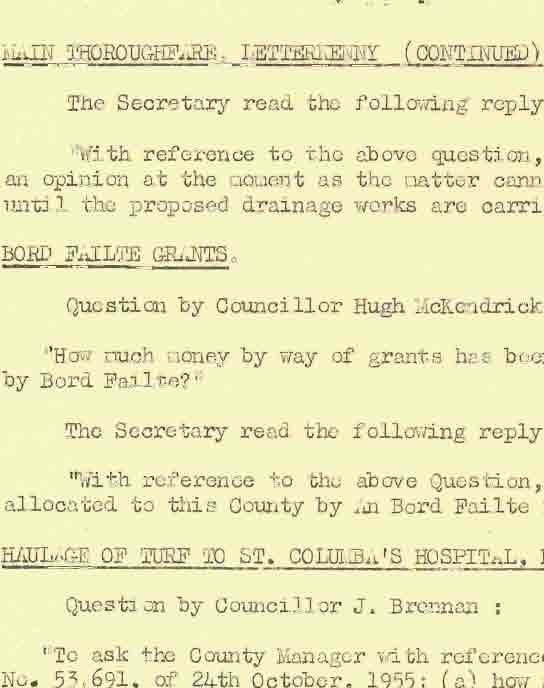 MAIN THOROUGHFARE, LETTERKENNY (CONTINUED)
The Secretary read the following reply
"With reference to the above question,
an opinion at the moment as the matter cann
until the proposed drainage works are carri
BORD FAILTE GRANTS.
Question by Councillor Hugh McKendrick
"How much money by way of grants has bee
by Bord Failte?"
The Secretary read the following reply
"With reference to the above Question,
allocated to this County by An Bord Failte
HAULAGE OF TURF TO ST. COLUMBA'S HOSPITAL,
Question by Councillor J. Brennan :
"To ask the County Manager with referenc
No. 53,691, of 24th October, 1955: (a) how